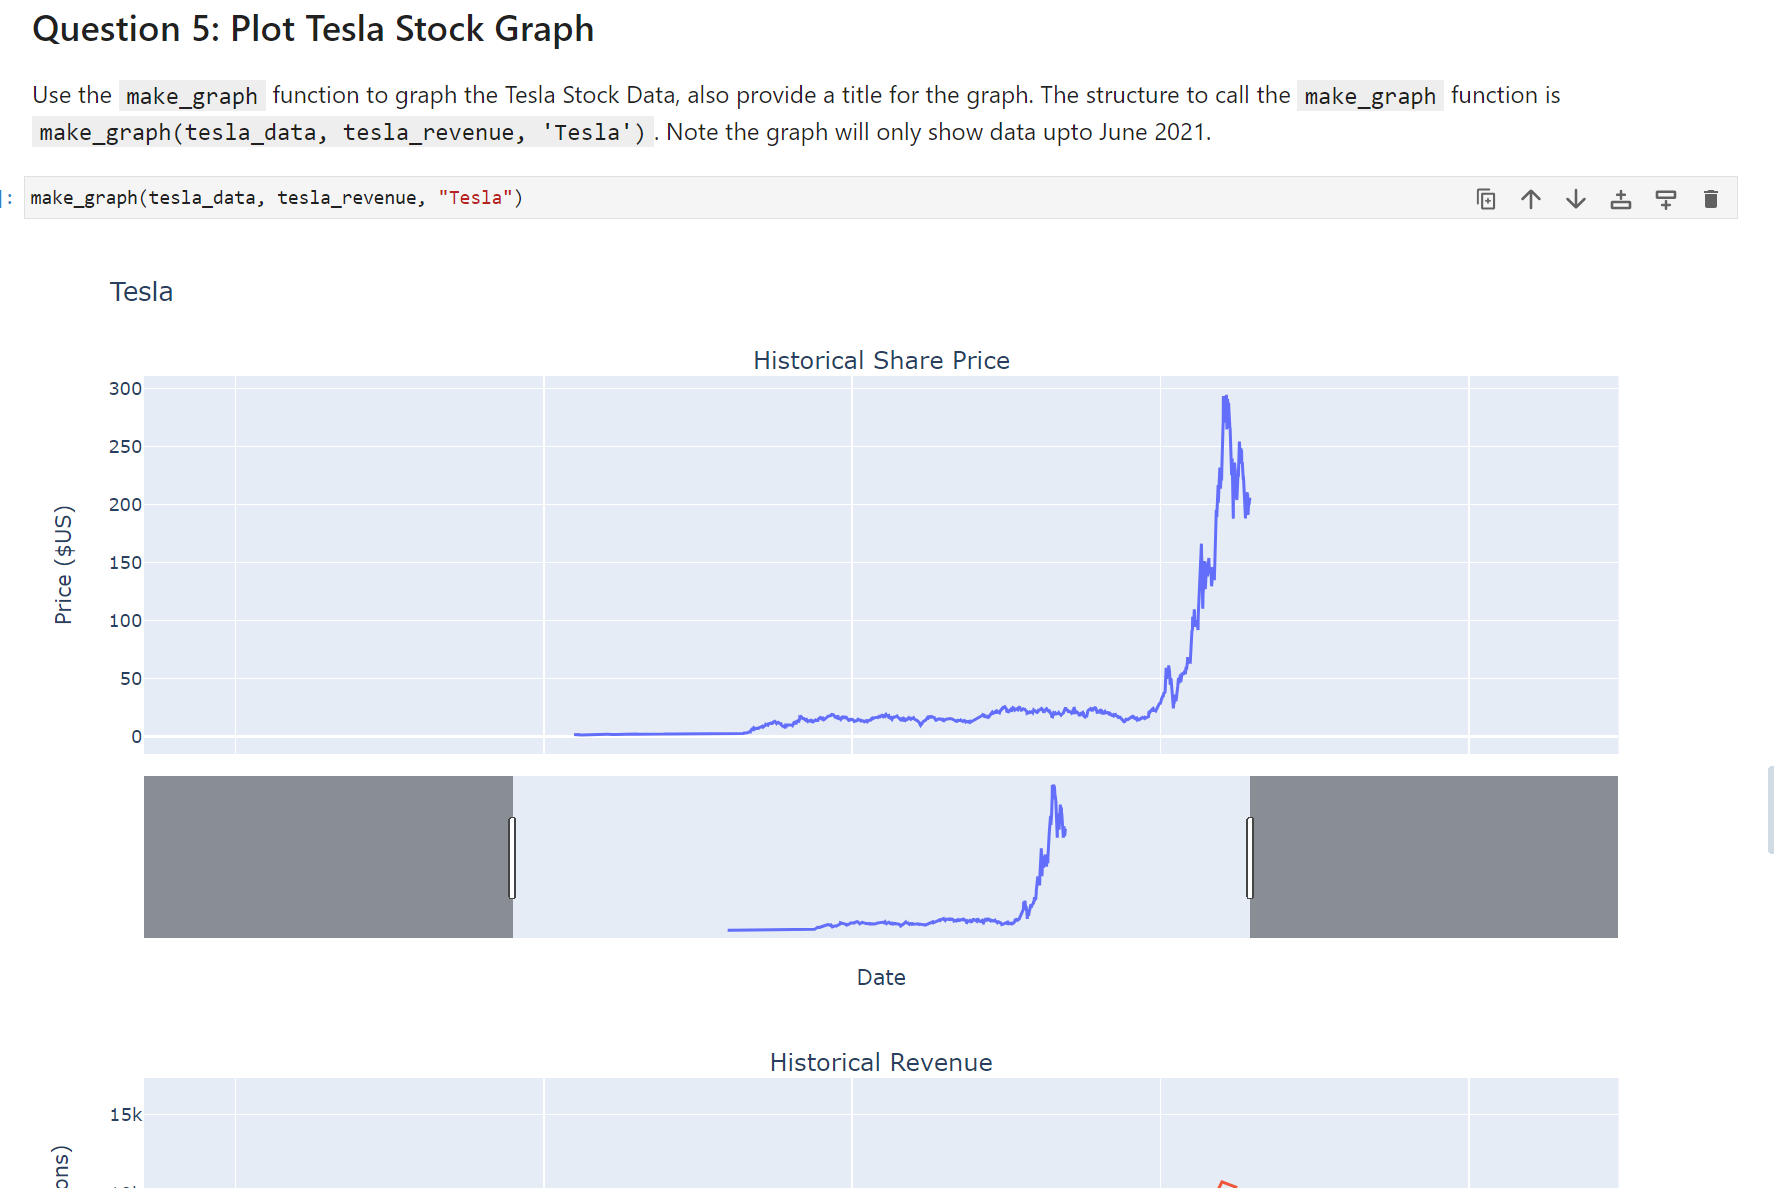 Question 5: Plot Tesla Stock Graph
Use the make_graph function to graph the Tesla Stock Data, also provide a title for the graph. The structure to call the make_graph function is
make_graph(tesla_data, tesla_revenue, 'Tesla') . Note the graph will only show data upto June 2021.
]: make_graph(tesla_data, tesla_revenue, "Tesla")
Tesla
Historical Share Price
300
250
200
150
100
50
0
Price ($US)
Date
Historical Revenue
15k
ons)